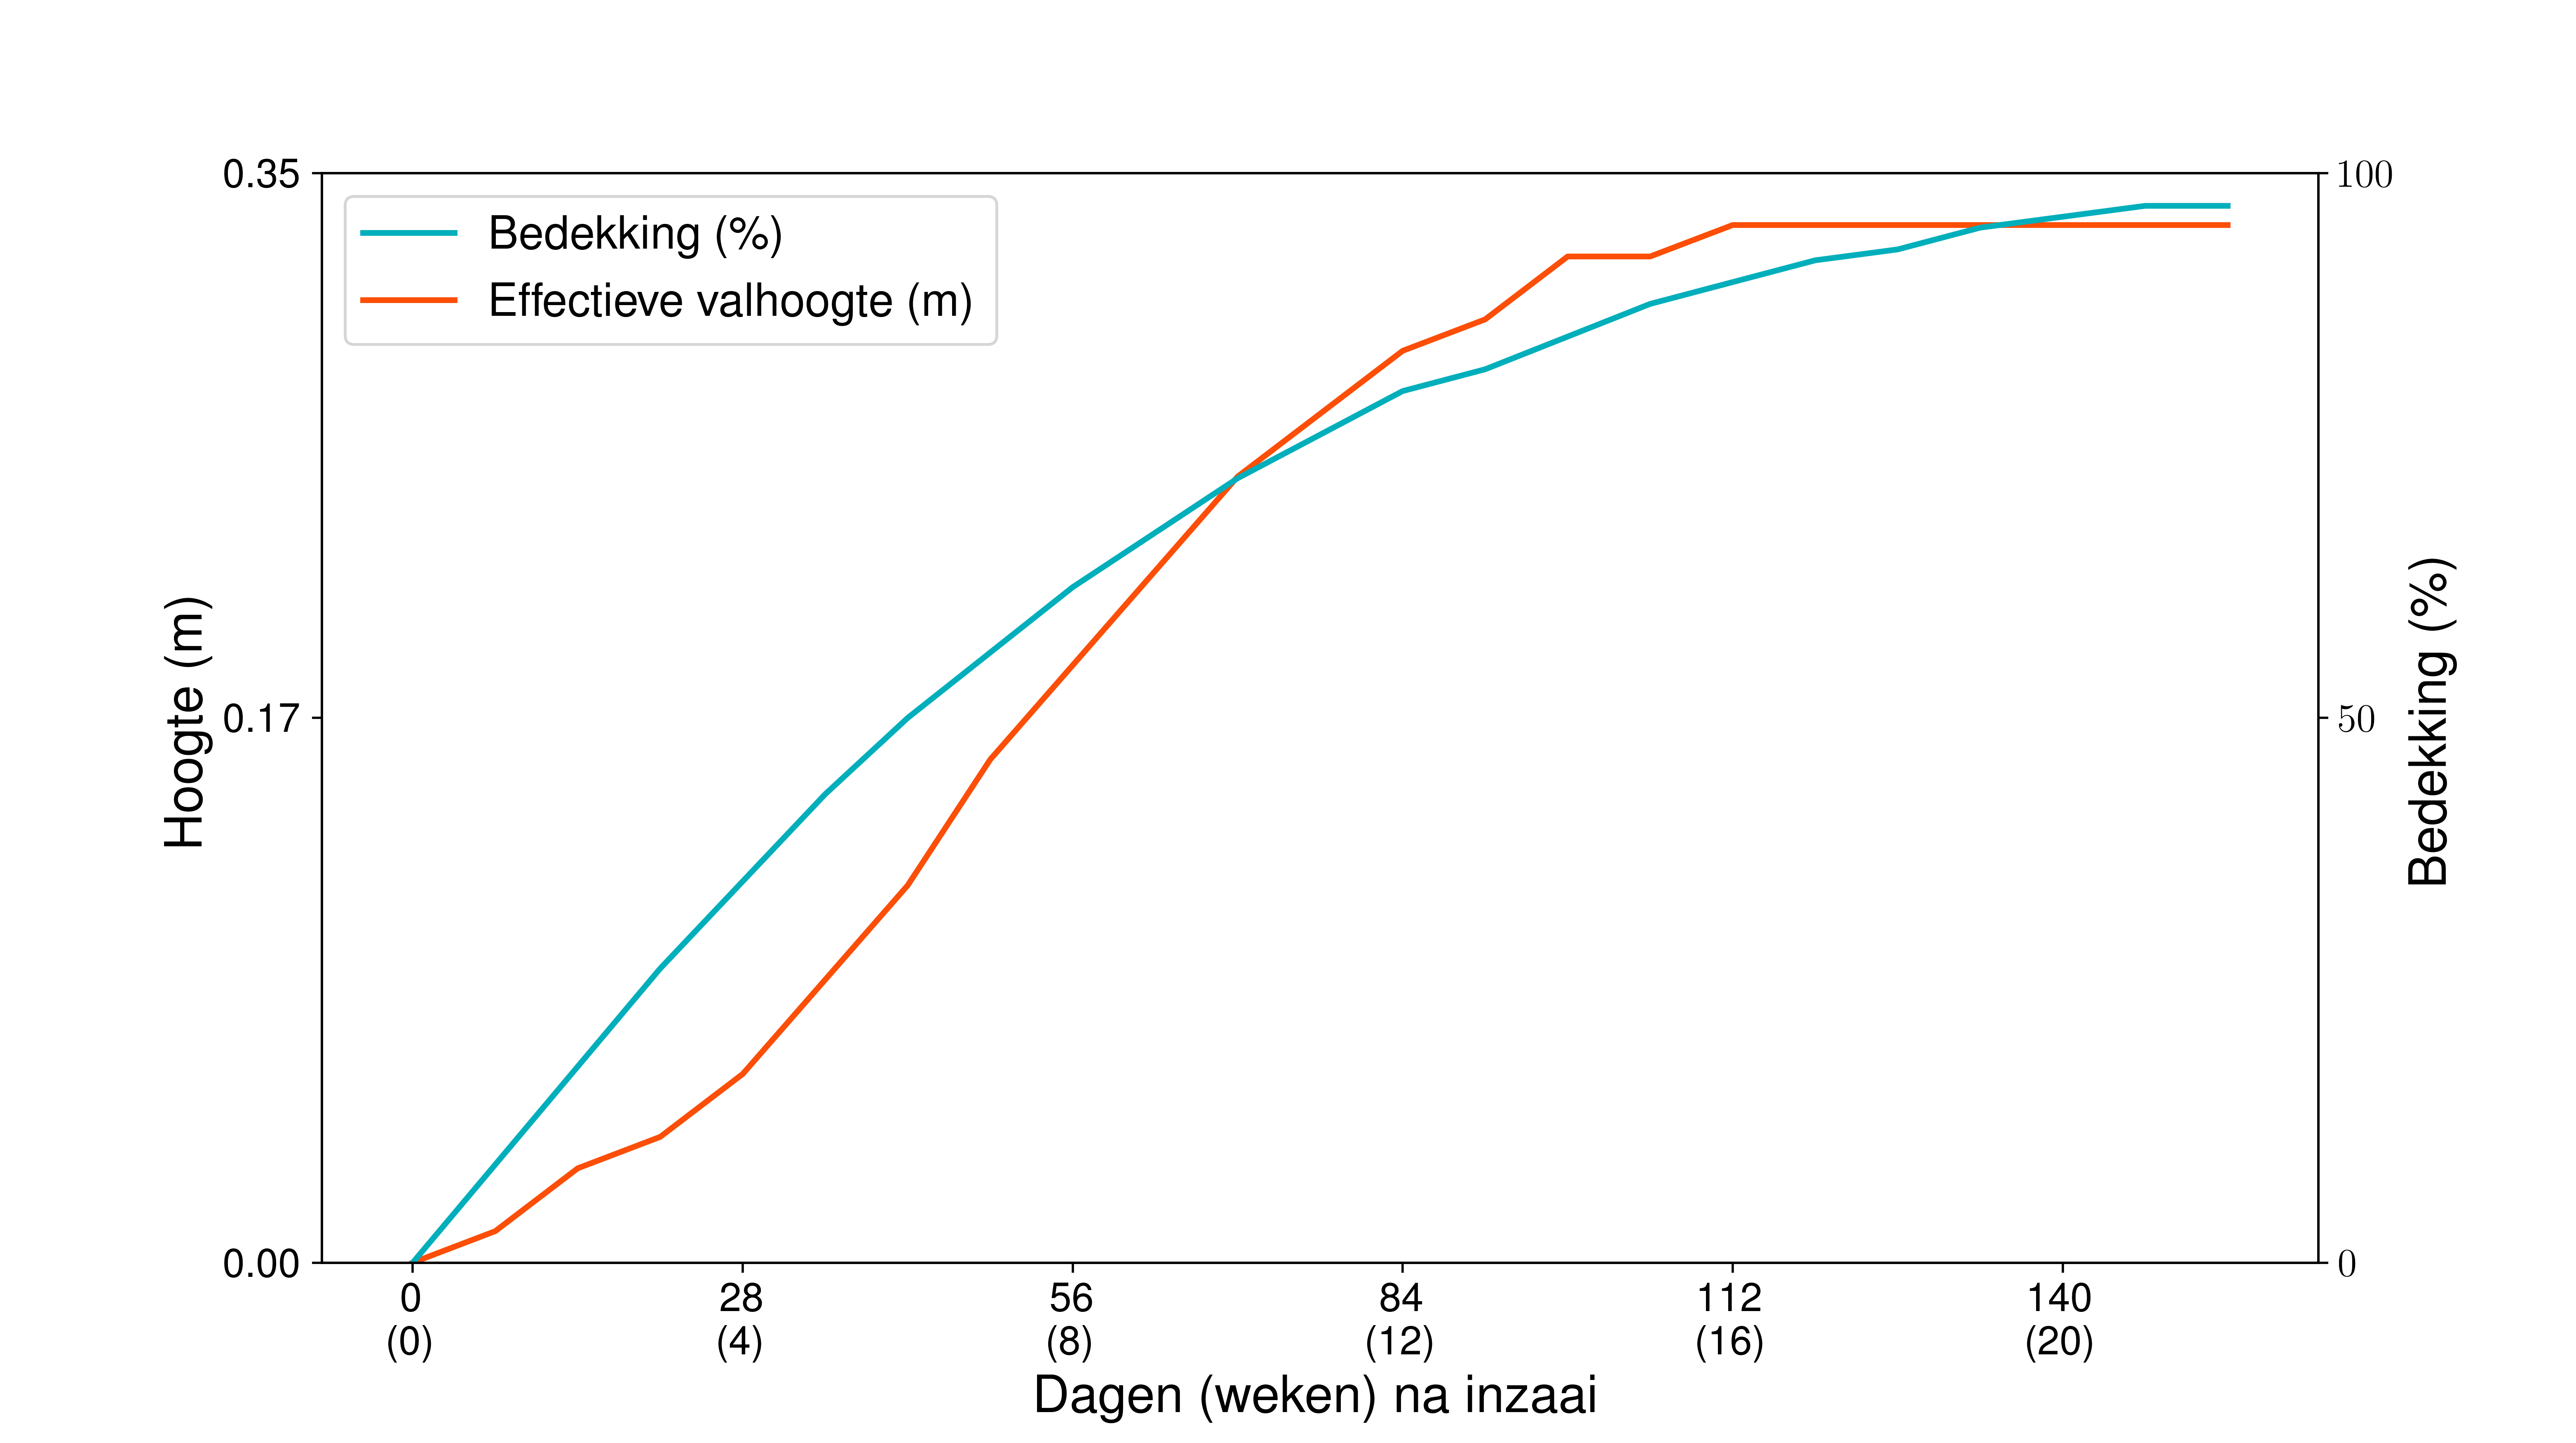 0.35
0.17
0.00
Hoogte (m)
Bedekking (%)
Effectieve valhoogte (m)
100
50
0
Bedekking (%)
0 28 56 84 112 140
(0) (4) (8) (12) (16) (20)
Dagen (weken) na inzaai